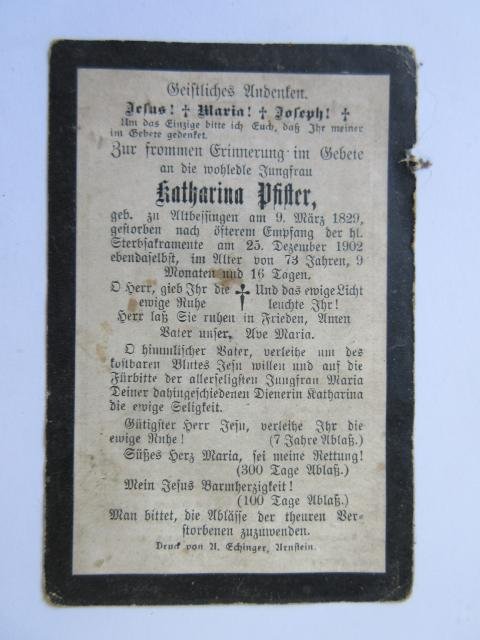 Geistliches Andenken.
Jesus! † Maria! † Joseph! †
Um das Einzige bitte ich Euch, daß Ihr meiner
im Gebete gedenket.
Zur frommen Erinnerung im Gebete
an die wohledle Jungfrau
Katharina Pfister,
geb. zu Altbessingen am 9. März 1829,
gestorben nach öfterem Empfang der hl.
Sterbsakramente am 25. Dezember 1902
ebendaselbst, im Alter von 73 Jahren, 9
Monaten und 16 Tagen.
O Herr, gieb Ihr die † Und das ewige Licht
ewige Ruhe leuchte Ihr!
Herr laß Sie ruhen in Frieden, Amen
Vater unser. Ave Maria.
O himmlischer Vater, verleihe um des
kostbaren Blutes Jesu willen und auf die
Fürbitte der allerseligsten Jungfrau Maria
Deiner dahingeschiedenen Dienerin Katharina
die ewige Seligkeit.
Gütigster Herr Jesu, verleihe Ihr die
ewige Ruhe! (7 Jahre Ablaß.)
Süßes Herz Maria, sei meine Rettung!
(300 Tage Ablaß.)
Mein Jesus Barmherzigkeit!
(100 Tage Ablaß.)
Man bittet, die Ablässe der theuren Ver-
storbenen zuzuwenden.
Druck von A. Echinger, Arnstein.